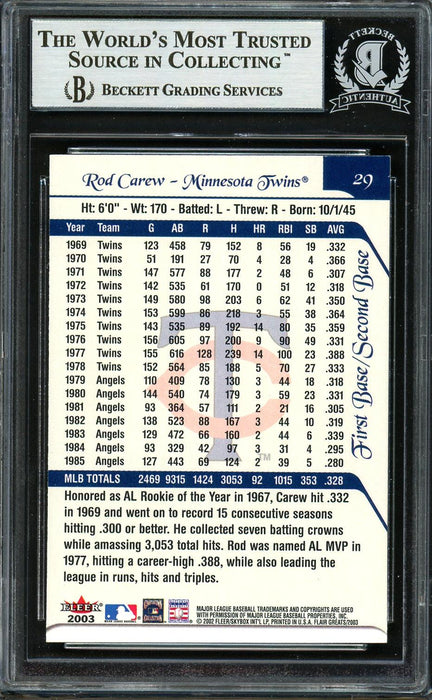 THE WORLD'S MOST TRUSTED
SOURCE IN COLLECTING™
BECKETT GRADING SERVICES
BECKETT
AUTHENTIC
Rod Carew – Minnesota Twins®
29
Ht: 6'0" - Wt: 170 - Batted: L - Threw: R - Born: 10/1/45
Year Team G AB R H HR RBI SB AVG
1969 Twins 123 458 79 152 8 56 19 .332
1970 Twins 51 191 27 70 4 28 4 .366
1971 Twins 147 577 88 177 2 48 6 .307
1972 Twins 142 535 61 170 0 51 12 .318
1973 Twins 149 580 98 203 6 62 41 .350
1974 Twins 153 599 86 218 3 55 38 .364
1975 Twins 143 535 89 192 14 80 35 .359
1976 Twins 156 605 97 200 9 90 49 .331
1977 Twins 155 616 128 239 14 100 23 .388
1978 Twins 152 564 85 188 5 70 27 .333
1979 Angels 110 409 78 130 3 44 18 .318
1980 Angels 144 540 74 179 3 59 23 .331
1981 Angels 93 364 57 111 2 21 16 .305
1982 Angels 138 523 88 167 3 44 10 .319
1983 Angels 129 472 66 160 2 44 6 .339
1984 Angels 93 329 42 97 3 31 4 .295
1985 Angels 127 443 69 124 2 39 5 .280
MLB TOTALS 2469 9315 1424 3053 92 1015 353 .328
First Base/Second Base
TM
Honored as AL Rookie of the Year in 1967, Carew hit .332
in 1969 and went on to record 15 consecutive seasons
hitting .300 or better. He collected seven batting crowns
while amassing 3,053 total hits. Rod was named AL MVP in
1977, hitting a career-high .388, while also leading the
league in runs, hits and triples.
FLEER
2003
MAJOR LEAGUE BASEBALL TRADEMARKS AND COPYRIGHTS ARE USED
WITH PERMISSION OF MAJOR LEAGUE BASEBALL PROPERTIES, INC.
© 2002 FLEER/SKYBOX INT'L LP, PRINTED IN U.S.A. FLAIR GREATS/2003